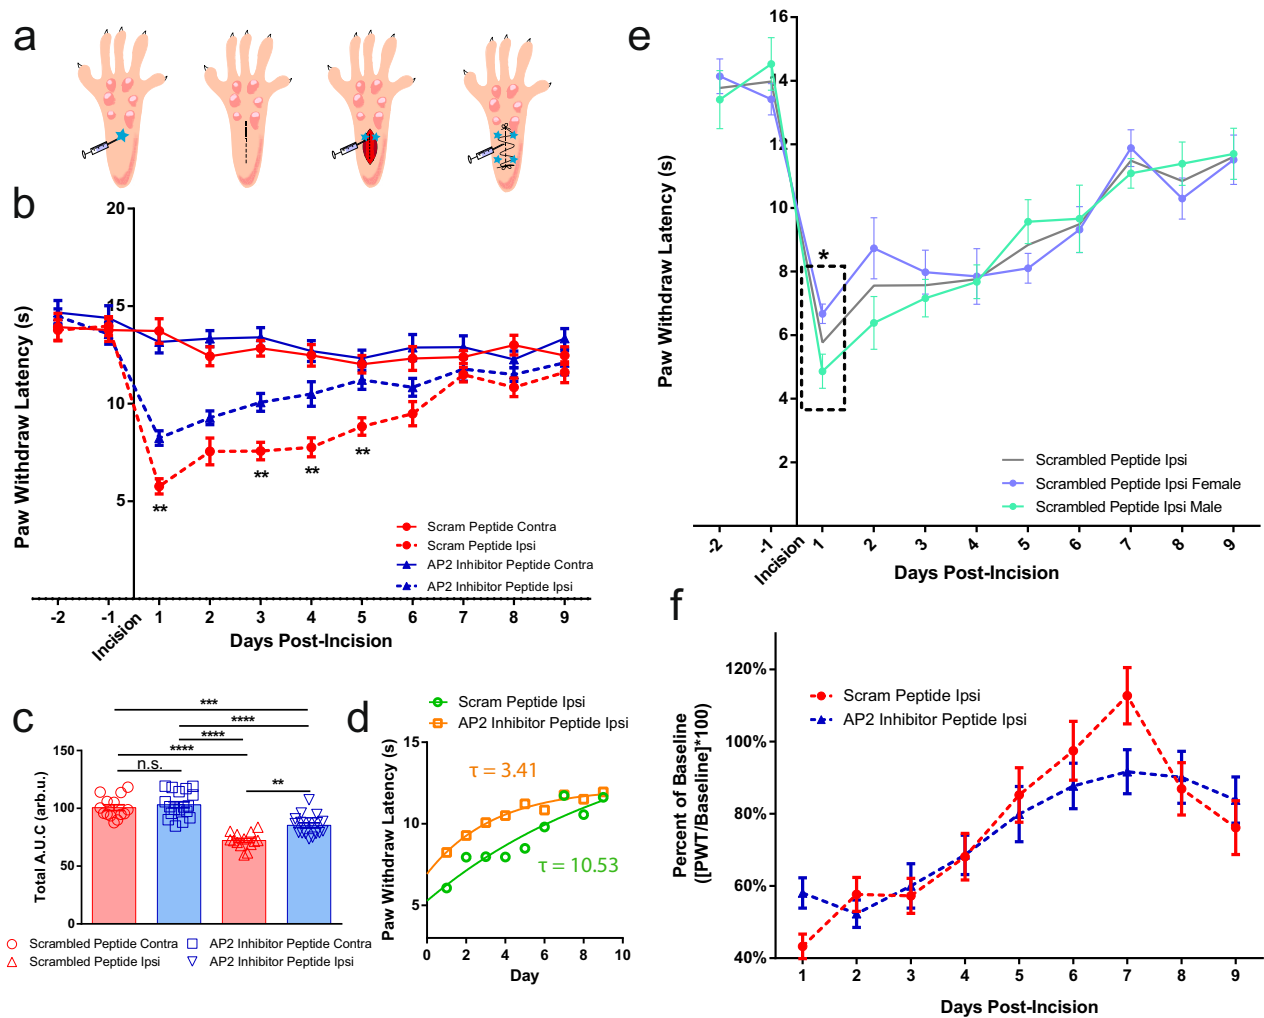 a
b
20
15
10
5
Paw Withdraw Latency (s)
**
**
**
**
Scram Peptide Contra
Scram Peptide Ipsi
AP2 Inhibitor Peptide Contra
AP2 Inhibitor Peptide Ipsi
-2 -1 Incision 1 2 3 4 5 6 7 8 9
Days Post-Incision
c
***
****
****
****
n.s.
**
150
100
50
0
Total A.U.C (arb.u.)
Scrambled Peptide Contra
AP2 Inhibitor Peptide Contra
Scrambled Peptide Ipsi
AP2 Inhibitor Peptide Ipsi
d
Scram Peptide Ipsi
AP2 Inhibitor Peptide Ipsi
15
10
5
Paw Withdraw Latency (s)
τ = 3.41
τ = 10.53
0 2 4 6 8 10
Day
e
16
14
12
10
8
6
4
2
Paw Withdraw Latency (s)
*
Scrambled Peptide Ipsi
Scrambled Peptide Ipsi Female
Scrambled Peptide Ipsi Male
-2 -1 Incision 1 2 3 4 5 6 7 8 9
Days Post-Incision
f
120%
100%
80%
60%
40%
Percent of Baseline
([PWT/Baseline]*100)
Scram Peptide Ipsi
AP2 Inhibitor Peptide Ipsi
1 2 3 4 5 6 7 8 9
Days Post-Incision